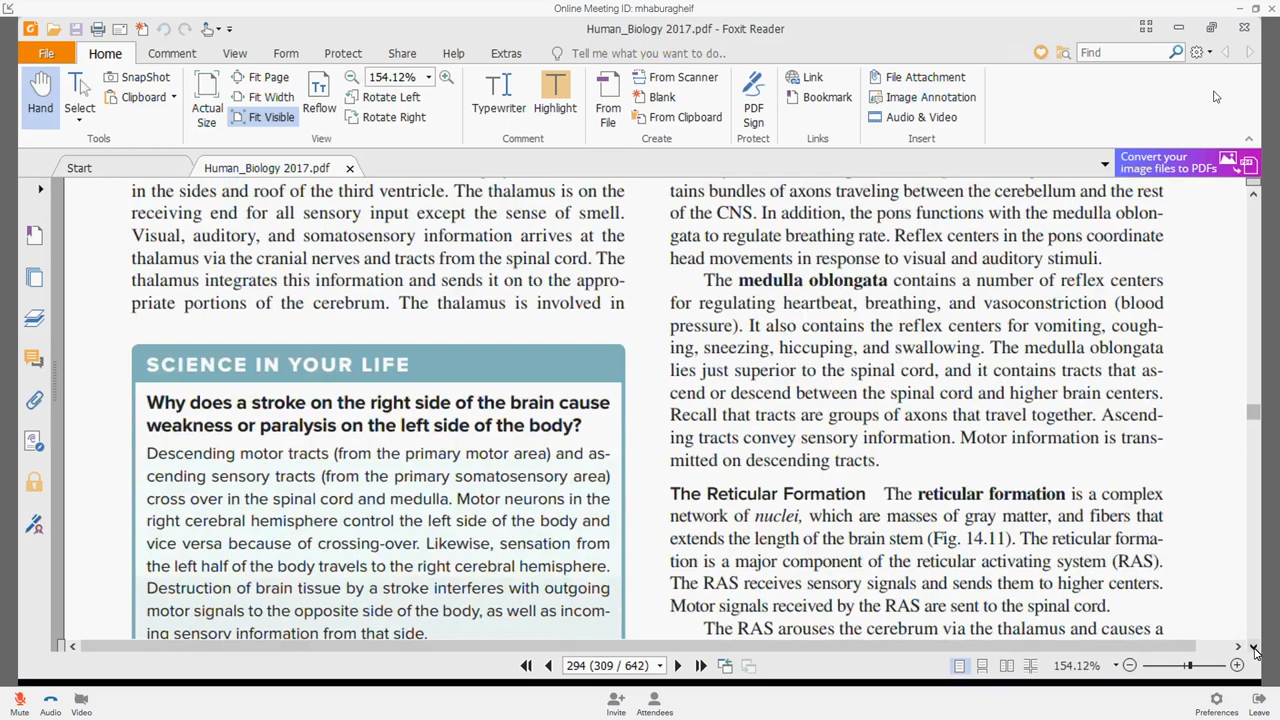 Online Meeting ID: mhaburagheif
Human_Biology 2017.pdf - Foxit Reader
File
Home
Comment
View
Form
Protect
Share
Help
Extras
Tell me what you want to do..
Find
Hand
Select
SnapShot
Clipboard
Tools
Actual
Size
Fit Page
Fit Width
Fit Visible
Reflow
154.12%
Rotate Left
Rotate Right
View
Typewriter
Highlight
Comment
From
File
From Scanner
Blank
From Clipboard
Create
PDF
Sign
Protect
Link
Bookmark
Links
File Attachment
Image Annotation
Audio & Video
Insert
Start
Human_Biology 2017.pdf
Convert your
image files to PDFs
in the sides and roof of the third ventricle. The thalamus is on the
receiving end for all sensory input except the sense of smell.
Visual, auditory, and somatosensory information arrives at the
thalamus via the cranial nerves and tracts from the spinal cord. The
thalamus integrates this information and sends it on to the appro-
priate portions of the cerebrum. The thalamus is involved in
SCIENCE IN YOUR LIFE
Why does a stroke on the right side of the brain cause
weakness or paralysis on the left side of the body?
Descending motor tracts (from the primary motor area) and as-
cending sensory tracts (from the primary somatosensory area)
cross over in the spinal cord and medulla. Motor neurons in the
right cerebral hemisphere control the left side of the body and
vice versa because of crossing-over. Likewise, sensation from
the left half of the body travels to the right cerebral hemisphere.
Destruction of brain tissue by a stroke interferes with outgoing
motor signals to the opposite side of the body, as well as incom-
ing sensory information from that side.
tains bundles of axons traveling between the cerebellum and the rest
of the CNS. In addition, the pons functions with the medulla oblon-
gata to regulate breathing rate. Reflex centers in the pons coordinate
head movements in response to visual and auditory stimuli.
The medulla oblongata contains a number of reflex centers
for regulating heartbeat, breathing, and vasoconstriction (blood
pressure). It also contains the reflex centers for vomiting, cough-
ing, sneezing, hiccuping, and swallowing. The medulla oblongata
lies just superior to the spinal cord, and it contains tracts that as-
cend or descend between the spinal cord and higher brain centers.
Recall that tracts are groups of axons that travel together. Ascend-
ing tracts convey sensory information. Motor information is trans-
mitted on descending tracts.
The Reticular Formation The reticular formation is a complex
network of nuclei, which are masses of gray matter, and fibers that
extends the length of the brain stem (Fig. 14.11). The reticular forma-
tion is a major component of the reticular activating system (RAS).
The RAS receives sensory signals and sends them to higher centers.
Motor signals received by the RAS are sent to the spinal cord.
The RAS arouses the cerebrum via the thalamus and causes a
294 (309 / 642)
154.12%
Mute
Audio
Video
Invite
Attendees
Preferences
Leave